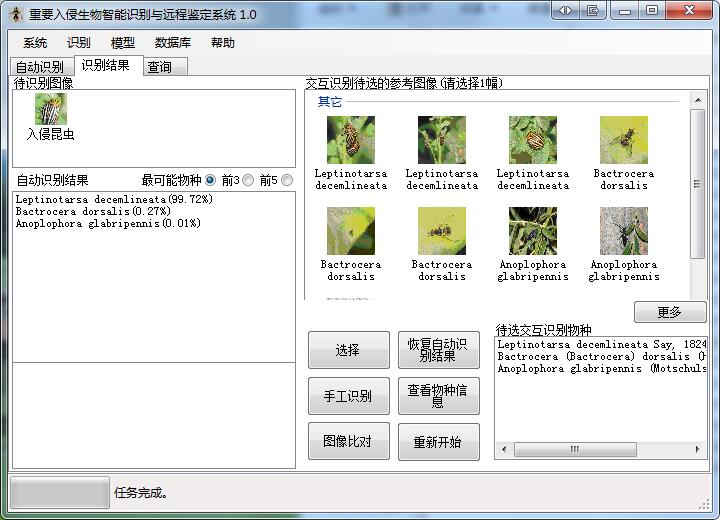 重要入侵生物智能识别与远程鉴定系统 1.0
系统 识别 模型 数据库 帮助
自动识别 识别结果 查询
待识别图像
入侵昆虫
自动识别结果 最可能物种 前3 前5
Leptinotarsa decemlineata(99.72%)
Bactrocera dorsalis(0.27%)
Anoplophora glabripennis(0.01%)
交互识别待选的参考图像(请选择1幅)
其它
Leptinotarsa decemlineata
Leptinotarsa decemlineata
Leptinotarsa decemlineata
Bactrocera dorsalis
Bactrocera dorsalis
Bactrocera dorsalis
Anoplophora glabripennis
Anoplophora glabripennis
更多
选择
恢复自动识
别结果
手工识别
查看物种信
息
图像比对
重新开始
待选交互识别物种
Leptinotarsa decemlineata Say, 1824
Bactrocera (Bactrocera) dorsalis (
Anoplophora glabripennis (Motschuls
任务完成。